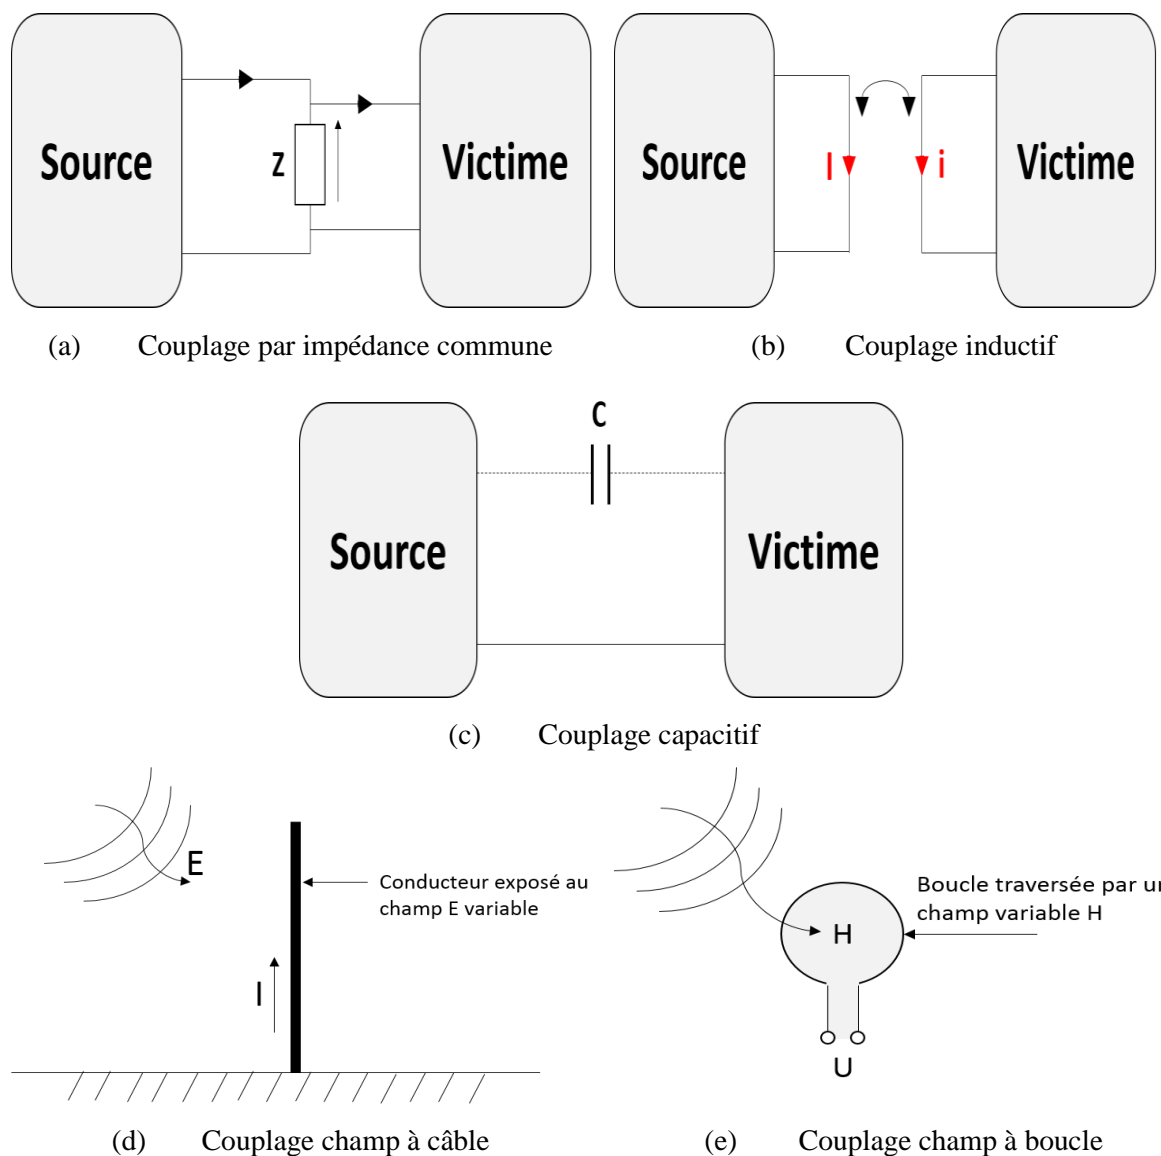 Source
Z
Victime
Source
I
i
Victime
(a) Couplage par impédance commune
(b) Couplage inductif
C
Source
Victime
(c) Couplage capacitif
E
Conducteur exposé au
champ E variable
I
Boucle traversée par un
champ variable H
H
U
(d) Couplage champ à câble
(e) Couplage champ à boucle